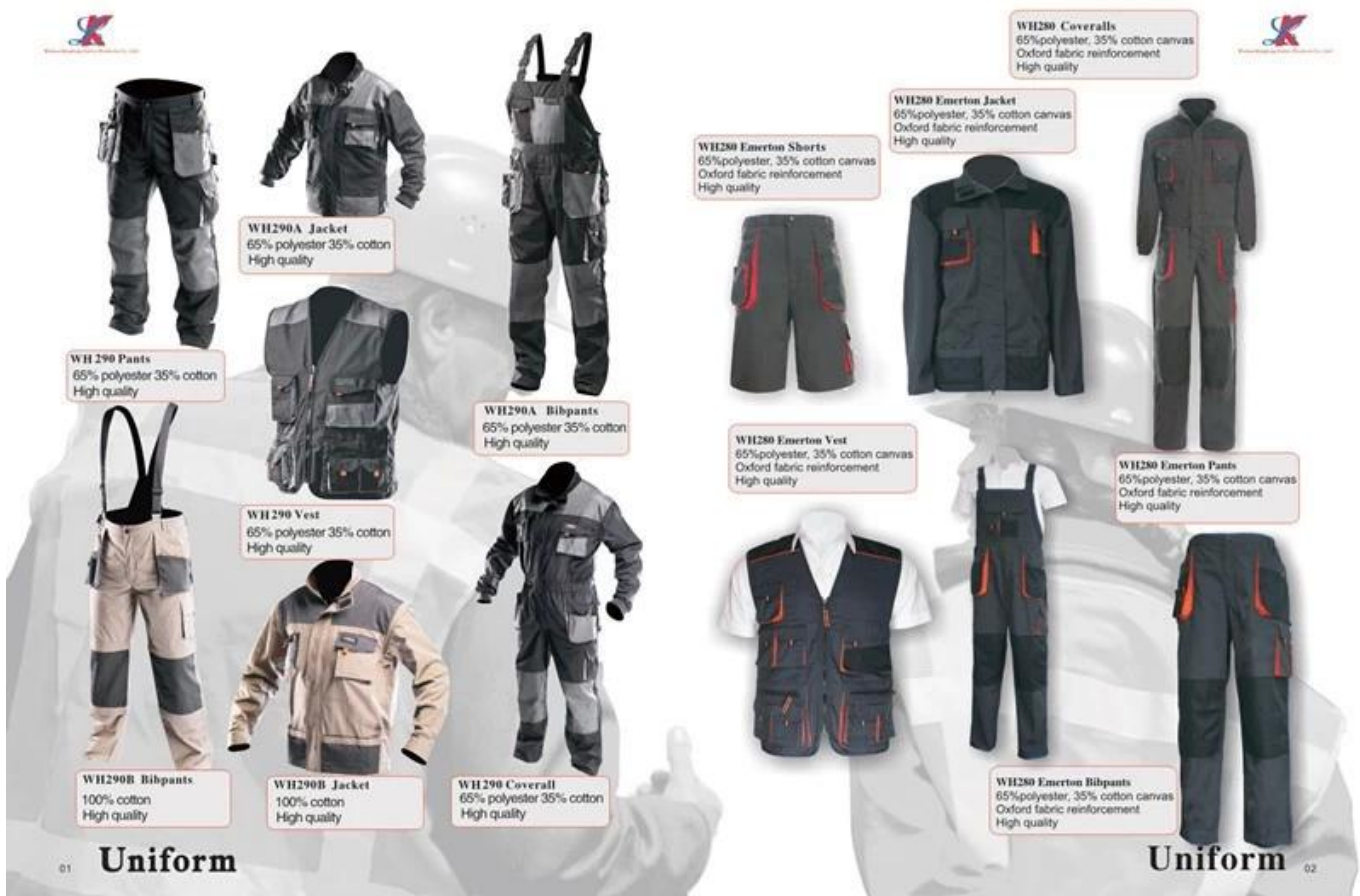 WH290A Jacket
65% polyester 35% cotton
High quality
WH 290 Pants
65% polyester 35% cotton
High quality
WH290A Bibpants
65% polyester 35% cotton
High quality
WH 290 Vest
65% polyester 35% cotton
High quality
WH290B Bibpants
100% cotton
High quality
WH290B Jacket
100% cotton
High quality
WH 290 Coverall
65% polyester 35% cotton
High quality
01 Uniform
WH280 Coveralls
65%polyester, 35% cotton canvas
Oxford fabric reinforcement
High quality
WH280 Emerton Jacket
65%polyester, 35% cotton canvas
Oxford fabric reinforcement
High quality
WH280 Emerton Shorts
65%polyester, 35% cotton canvas
Oxford fabric reinforcement
High quality
WH280 Emerton Vest
65%polyester, 35% cotton canvas
Oxford fabric reinforcement
High quality
WH280 Emerton Pants
65%polyester, 35% cotton canvas
Oxford fabric reinforcement
High quality
WH280 Emerton Bibpants
65%polyester, 35% cotton canvas
Oxford fabric reinforcement
High quality
Uniform 02